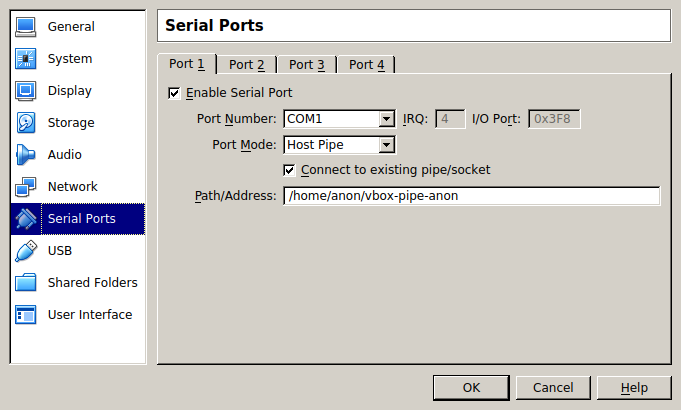 General
System
Display
Storage
Audio
Network
Serial Ports
USB
Shared Folders
User Interface
Serial Ports
Port 1 Port 2 Port 3 Port 4
Enable Serial Port
Port Number: COM1 IRQ: 4 I/O Port: 0x3F8
Port Mode: Host Pipe
Connect to existing pipe/socket
Path/Address: /home/anon/vbox-pipe-anon
OK Cancel Help